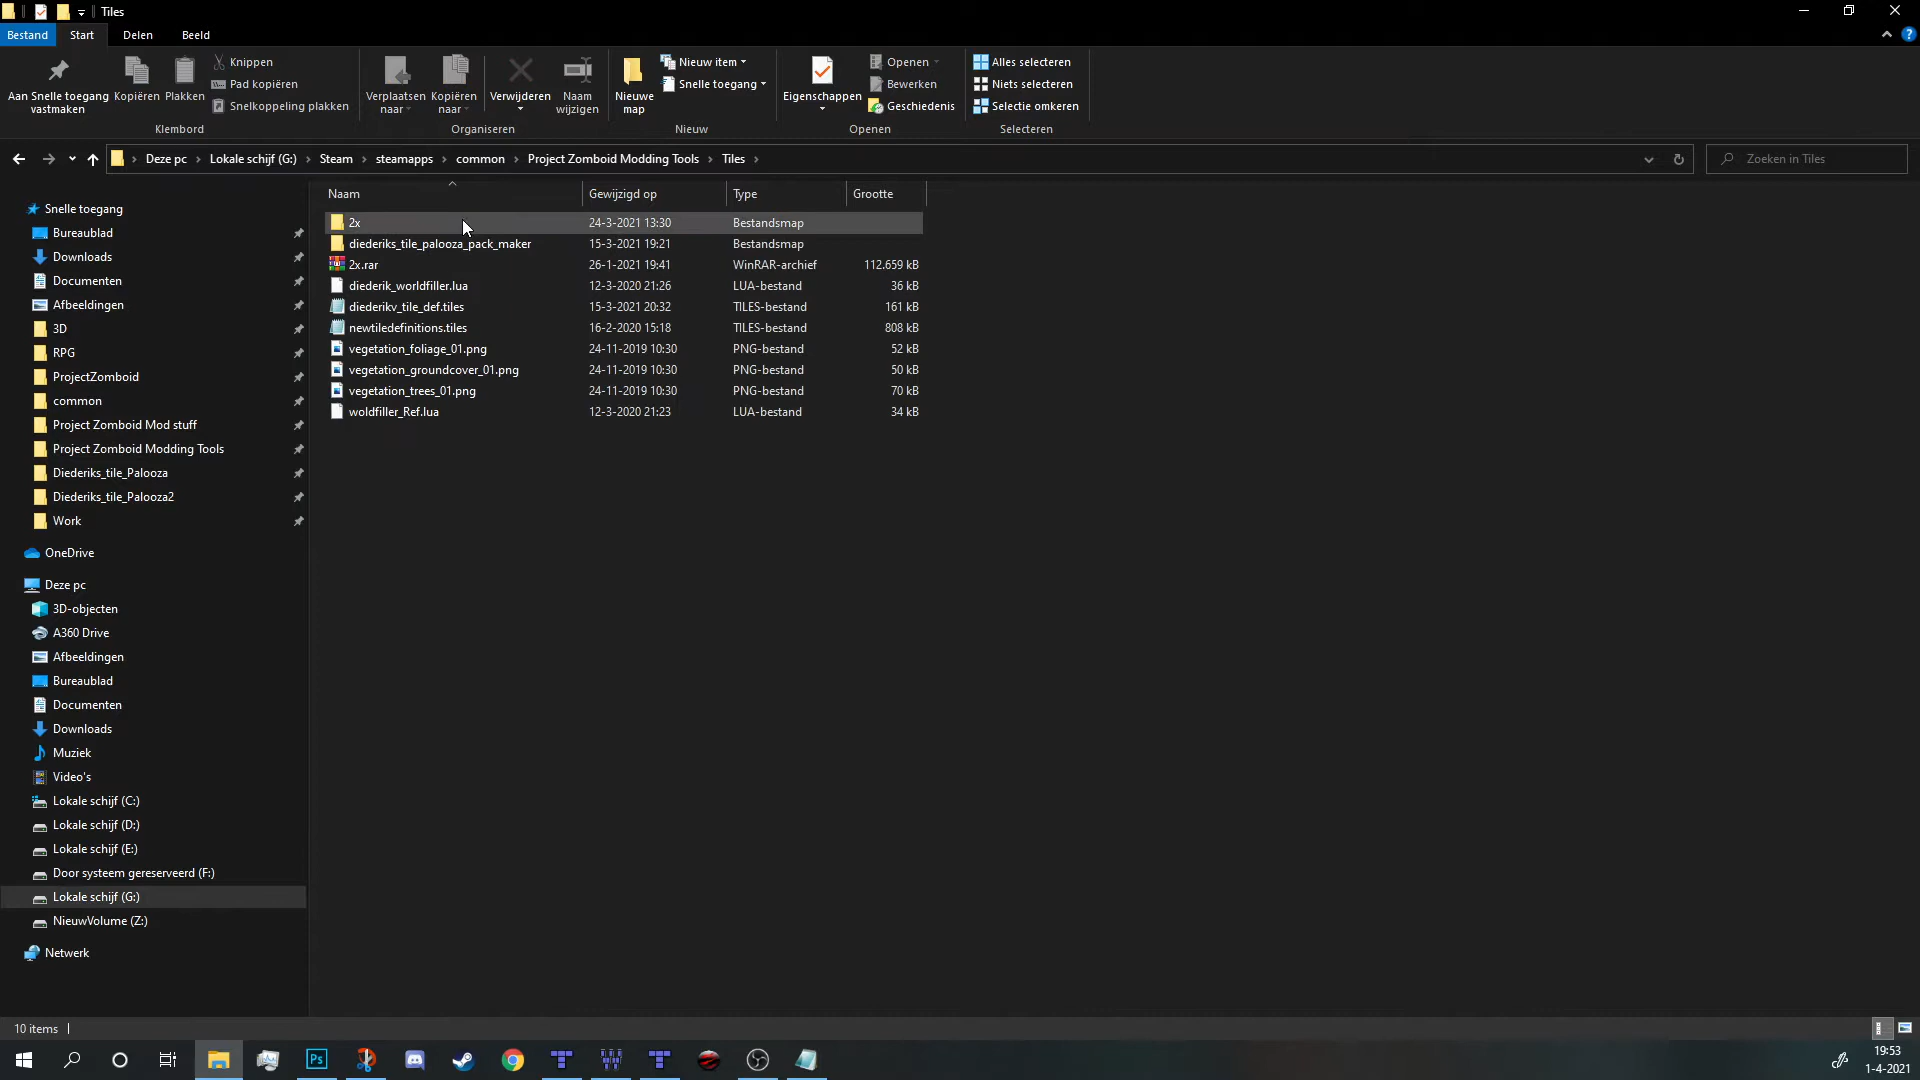 Tiles
Bestand Start Delen Beeld
Aan Snelle toegang vastmaken
Kopiëren
Plakken
Knippen
Pad kopiëren
Snelkoppeling plakken
Klembord
Verplaatsen naar
Kopiëren naar
Verwijderen
Naam wijzigen
Organiseren
Nieuwe map
Nieuw item
Snelle toegang
Nieuw
Eigenschappen
Openen
Bewerken
Geschiedenis
Openen
Alles selecteren
Niets selecteren
Selectie omkeren
Selecteren
Deze pc › Lokale schijf (G:) › Steam › steamapps › common › Project Zomboid Modding Tools › Tiles ›
Zoeken in Tiles
Naam Gewijzigd op Type Grootte
2x 24-3-2021 13:30 Bestandsmap
diederiks_tile_palooza_pack_maker 15-3-2021 19:21 Bestandsmap
2x.rar 26-1-2021 19:41 WinRAR-archief 112.659 kB
diederik_worldfiller.lua 12-3-2020 21:26 LUA-bestand 36 kB
diederikv_tile_def.tiles 15-3-2021 20:32 TILES-bestand 161 kB
newtiledefinitions.tiles 16-2-2020 15:18 TILES-bestand 808 kB
vegetation_foliage_01.png 24-11-2019 10:30 PNG-bestand 52 kB
vegetation_groundcover_01.png 24-11-2019 10:30 PNG-bestand 50 kB
vegetation_trees_01.png 24-11-2019 10:30 PNG-bestand 70 kB
woldfiller_Ref.lua 12-3-2020 21:23 LUA-bestand 34 kB
Snelle toegang
Bureaublad
Downloads
Documenten
Afbeeldingen
3D
RPG
ProjectZomboid
common
Project Zomboid Mod stuff
Project Zomboid Modding Tools
Diederiks_tile_Palooza
Diederiks_tile_Palooza2
Work
OneDrive
Deze pc
3D-objecten
A360 Drive
Afbeeldingen
Bureaublad
Documenten
Downloads
Muziek
Video's
Lokale schijf (C:)
Lokale schijf (D:)
Lokale schijf (E:)
Door systeem gereserveerd (F:)
Lokale schijf (G:)
NieuwVolume (Z:)
Netwerk
10 items
Ps
19:53
1-4-2021